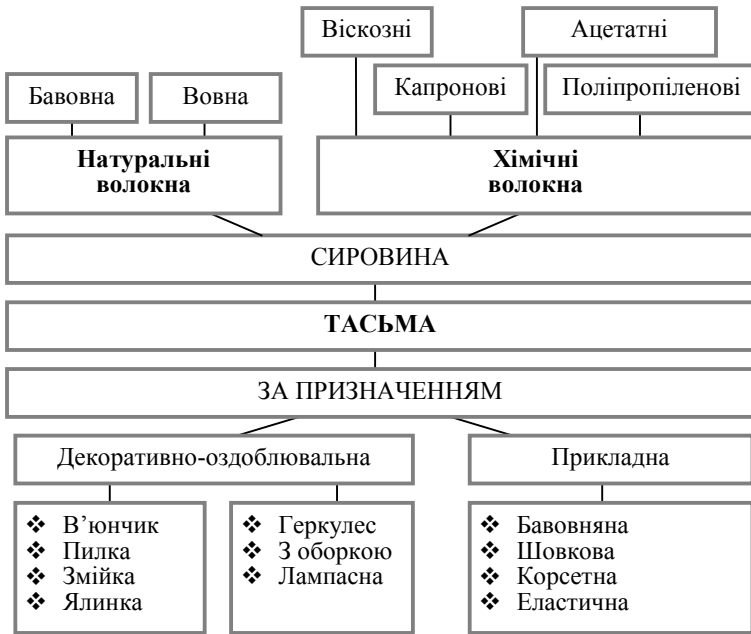 Віскозні
Ацетатні
Бавовна
Вовна
Капронові
Поліпропіленові
Натуральні
волокна
Хімічні
волокна
СИРОВИНА
ТАСЬМА
ЗА ПРИЗНАЧЕННЯМ
Декоративно-оздоблювальна
Прикладна
❖ В’юнчик
❖ Пилка
❖ Змійка
❖ Ялинка
❖ Геркулес
❖ З оборкою
❖ Лампасна
❖ Бавовняна
❖ Шовкова
❖ Корсетна
❖ Еластична